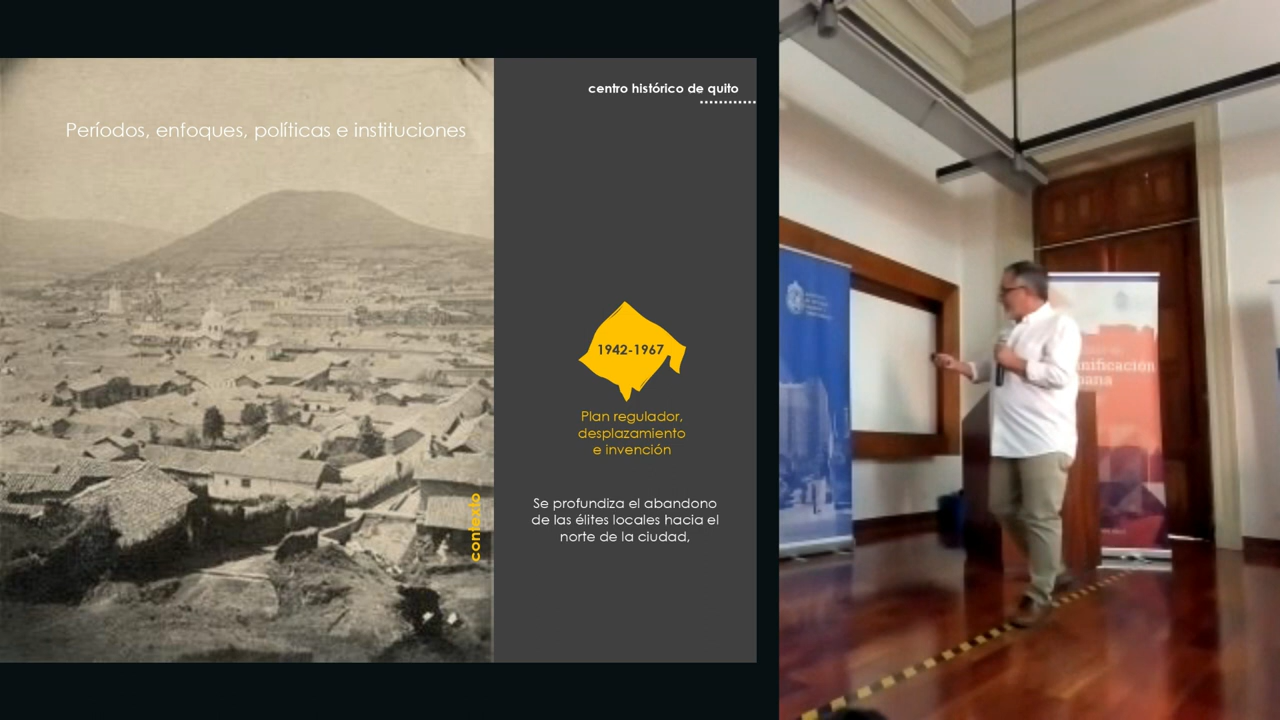 Períodos, enfoques, políticas e instituciones
centro histórico de quito
1942-1967
Plan regulador,
desplazamiento
e invención
Se profundiza el abandono
de las élites locales hacia el
norte de la ciudad,
contexto